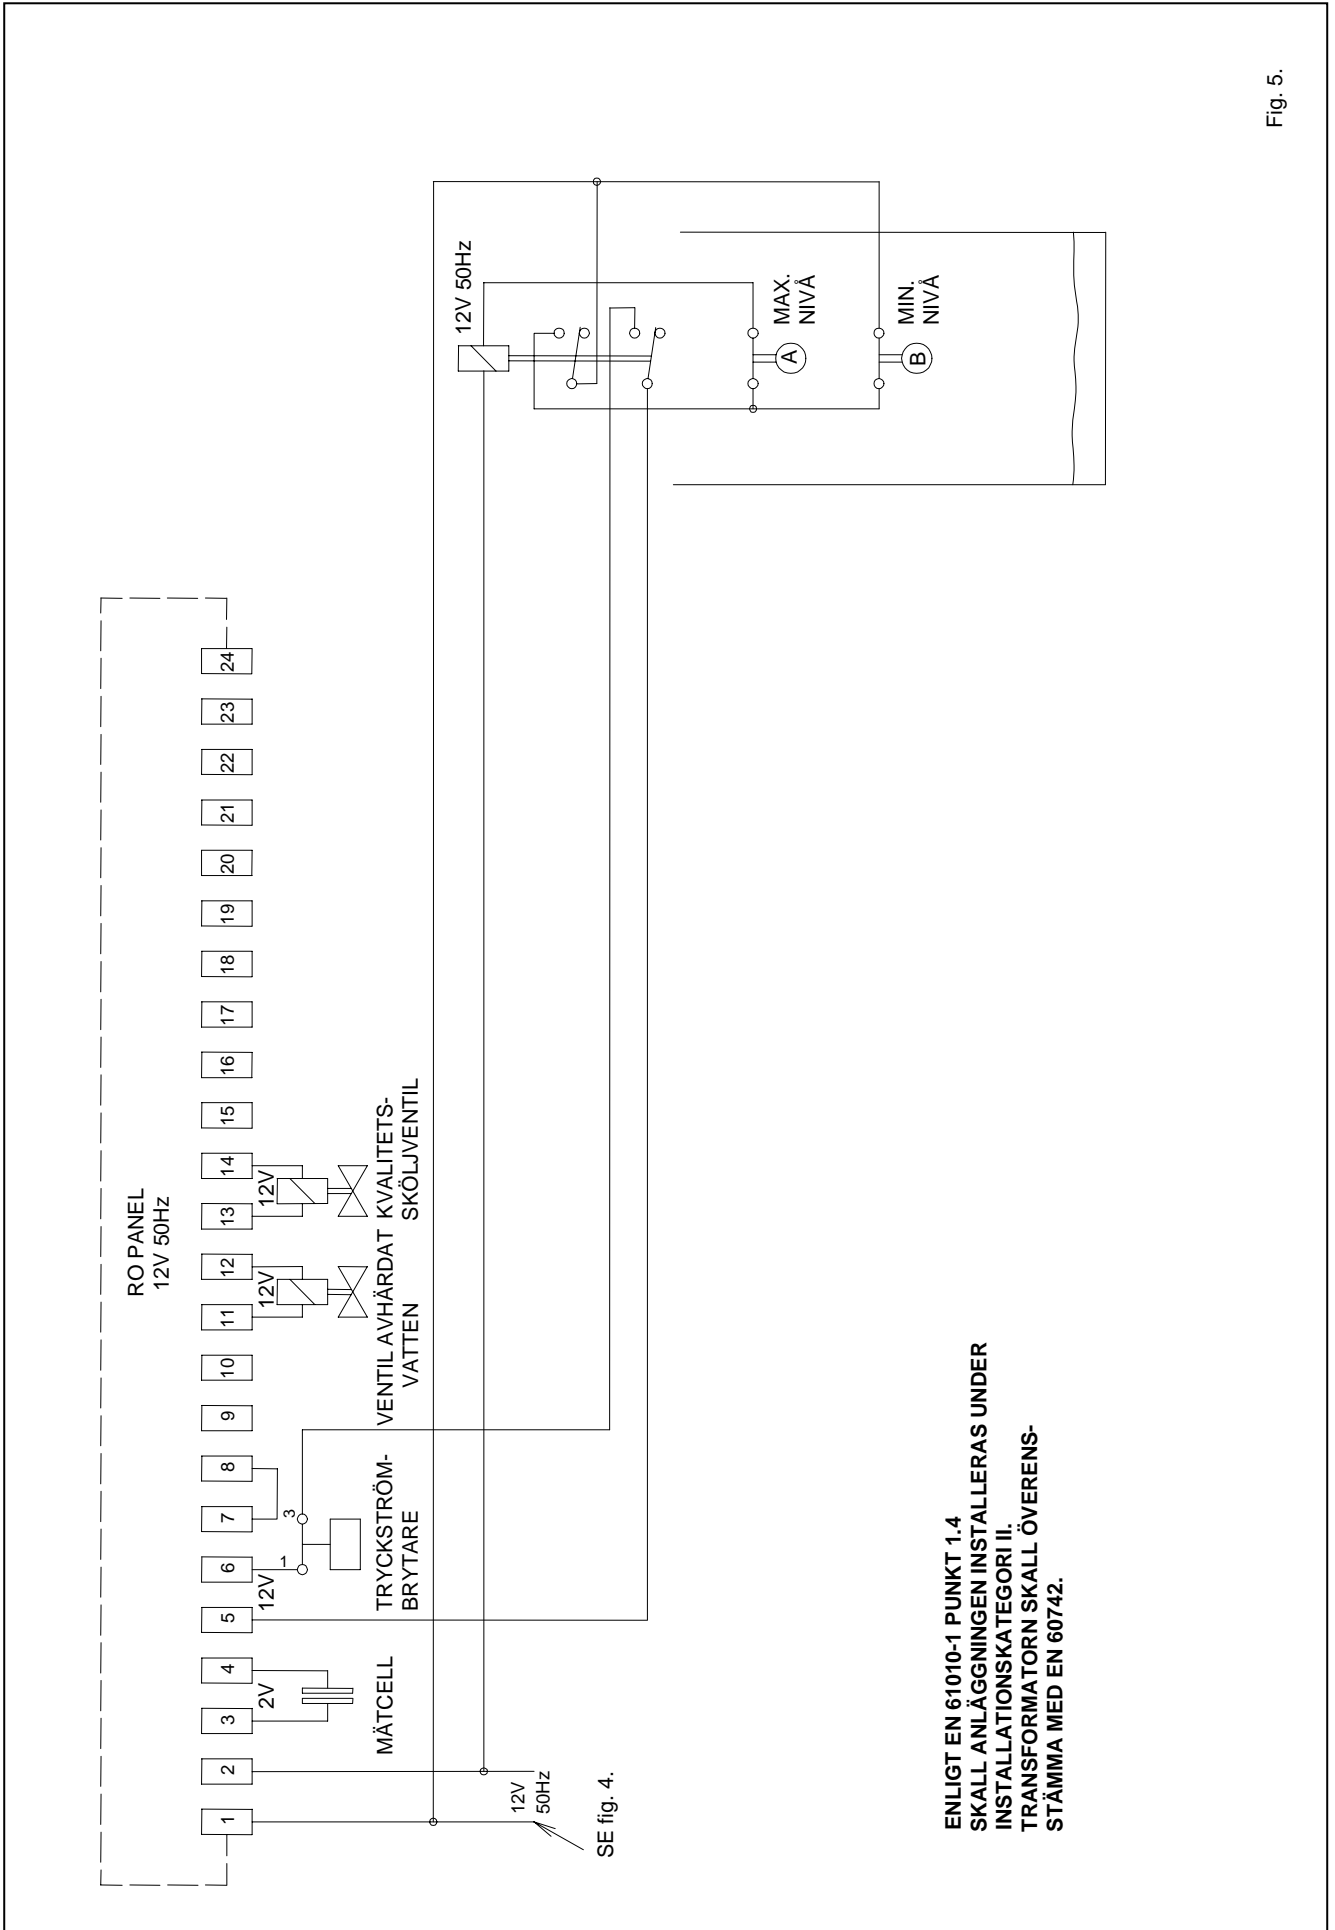 RO PANEL
12V 50Hz
1
2
3
4
5
6
7
8
9
10
11
12
13
14
15
16
17
18
19
20
21
22
23
24
2V
12V
12V
12V
1
3
MÄTCELL
TRYCKSTRÖM-
BRYTARE
VENTIL AVHÄRDAT
VATTEN
KVALITETS-
SKÖLJVENTIL
12V
50Hz
SE fig. 4.
12V 50Hz
A
MAX.
NIVÅ
B
MIN.
NIVÅ
ENLIGT EN 61010-1 PUNKT 1.4
SKALL ANLÄGGNINGEN INSTALLERAS UNDER
INSTALLATIONSKATEGORI II.
TRANSFORMATORN SKALL ÖVERENS-
STÄMMA MED EN 60742.
Fig. 5.